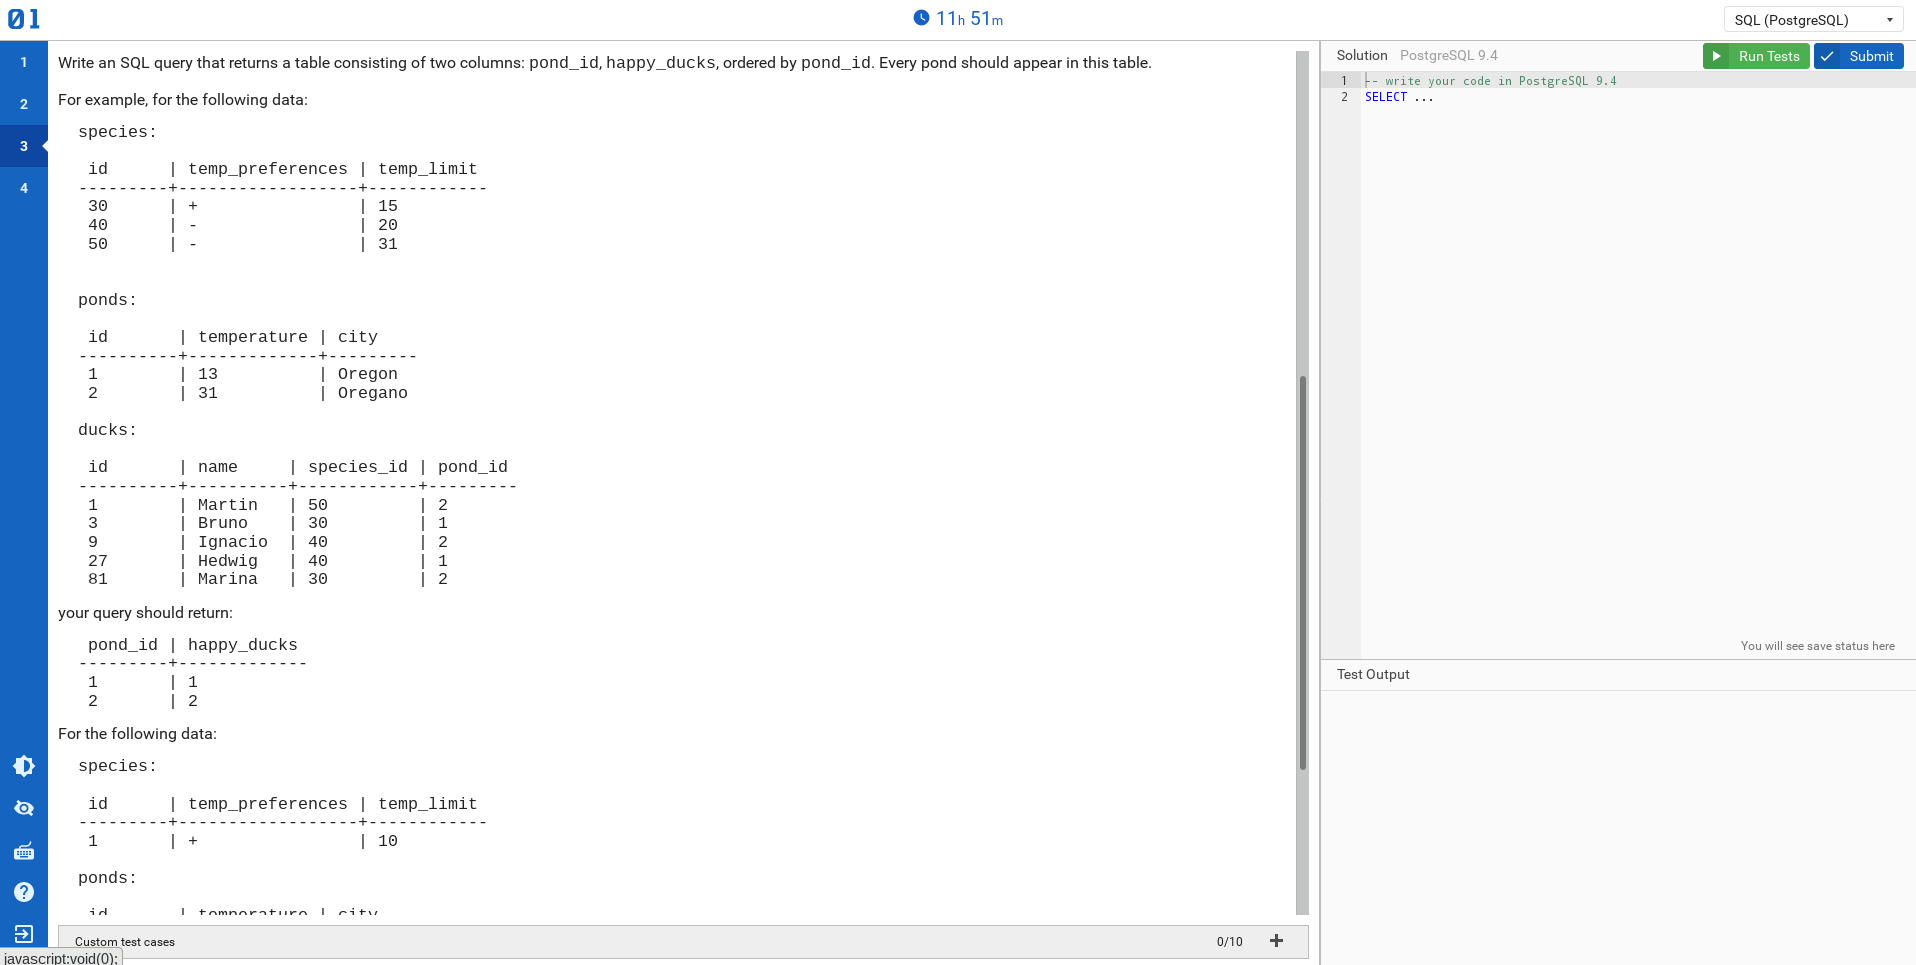 01
11h 51m
SQL (PostgreSQL)
1
2
3
4
Write an SQL query that returns a table consisting of two columns: pond_id, happy_ducks, ordered by pond_id. Every pond should appear in this table.
For example, for the following data:
species:
id | temp_preferences | temp_limit
---------+------------------+------------
30 | + | 15
40 | - | 20
50 | - | 31
ponds:
id | temperature | city
----------+-------------+---------
1 | 13 | Oregon
2 | 31 | Oregano
ducks:
id | name | species_id | pond_id
----------+----------+------------+---------
1 | Martin | 50 | 2
3 | Bruno | 30 | 1
9 | Ignacio | 40 | 2
27 | Hedwig | 40 | 1
81 | Marina | 30 | 2
your query should return:
pond_id | happy_ducks
---------+-------------
1 | 1
2 | 2
For the following data:
species:
id | temp_preferences | temp_limit
---------+------------------+------------
1 | + | 10
ponds:
id | temperature | city
Custom test cases 0/10
javascript:void(0);
Solution PostgreSQL 9.4
Run Tests
Submit
1 -- write your code in PostgreSQL 9.4
2 SELECT ...
You will see save status here
Test Output